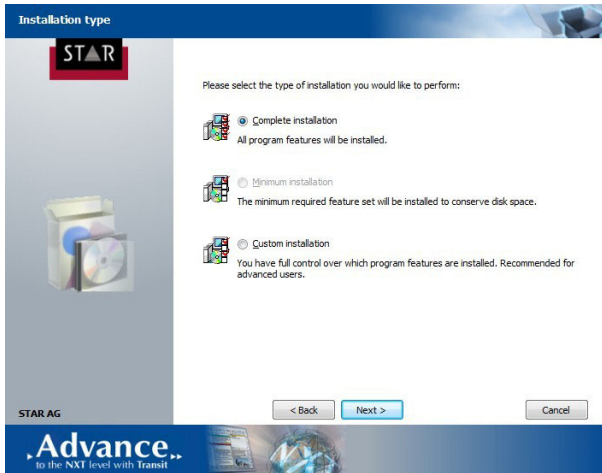 Installation type
STAR
Please select the type of installation you would like to perform:
Complete installation
All program features will be installed.
Minimum installation
The minimum required feature set will be installed to conserve disk space.
Custom installation
You have full control over which program features are installed. Recommended for
advanced users.
STAR AG
< Back
Next >
Cancel
Advance
to the NXT level with Transit